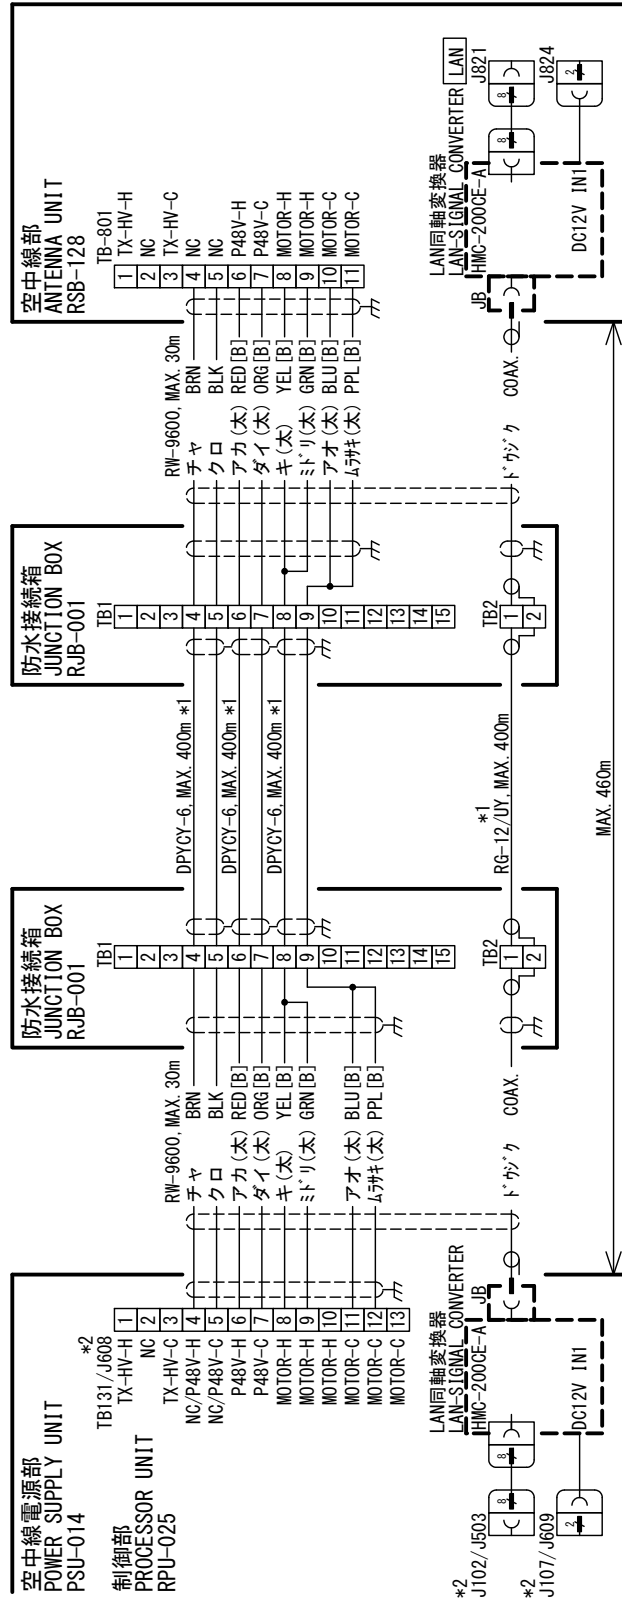 空中線電源部
POWER SUPPLY UNIT
PSU-014
制御部
PROCESSOR UNIT
RPU-025
*2
TB131/J608
TX-HV-H 1
NC 2
TX-HV-C 3
NC/P48V-H 4
NC/P48V-C 5
P48V-H 6
P48V-C 7
MOTOR-H 8
MOTOR-H 9
MOTOR-H 10
MOTOR-C 11
MOTOR-C 12
MOTOR-C 13
LAN同軸変換器
LAN-SIGNAL CONVERTER
HMC-200CE-A
DC12V IN1
JB
8
8
*2
J102/J503
2
*2
J107/J609
RW-9600, MAX. 30m
チャ BRN
クロ BLK
アカ(太) RED[B]
ダイ(太) ORG[B]
キ(太) YEL[B]
ミドリ(太) GRN[B]
アオ(太) BLU[B]
ムラサキ(太) PPL[B]
ドウジク COAX.
防水接続箱
JUNCTION BOX
RJB-001
TB1
1
2
3
4
5
6
7
8
9
10
11
12
13
14
15
TB2
1
2
DPYCY-6, MAX. 400m *1
DPYCY-6, MAX. 400m *1
DPYCY-6, MAX. 400m *1
*1
RG-12/UY, MAX. 400m
防水接続箱
JUNCTION BOX
RJB-001
TB1
1
2
3
4
5
6
7
8
9
10
11
12
13
14
15
TB2
1
2
RW-9600, MAX. 30m
チャ BRN
クロ BLK
アカ(太) RED[B]
ダイ(太) ORG[B]
キ(太) YEL[B]
ミドリ(太) GRN[B]
アオ(太) BLU[B]
ムラサキ(太) PPL[B]
ドウジク COAX.
空中線部
ANTENNA UNIT
RSB-128
TB-801
1 TX-HV-H
2 NC
3 TX-HV-C
4 NC
5 NC
6 P48V-H
7 P48V-C
8 MOTOR-H
9 MOTOR-H
10 MOTOR-C
11 MOTOR-C
LAN同軸変換器
LAN-SIGNAL CONVERTER LAN
HMC-200CE-A
JB
DC12V IN1
8
8
J821
2
J824
MAX. 460m